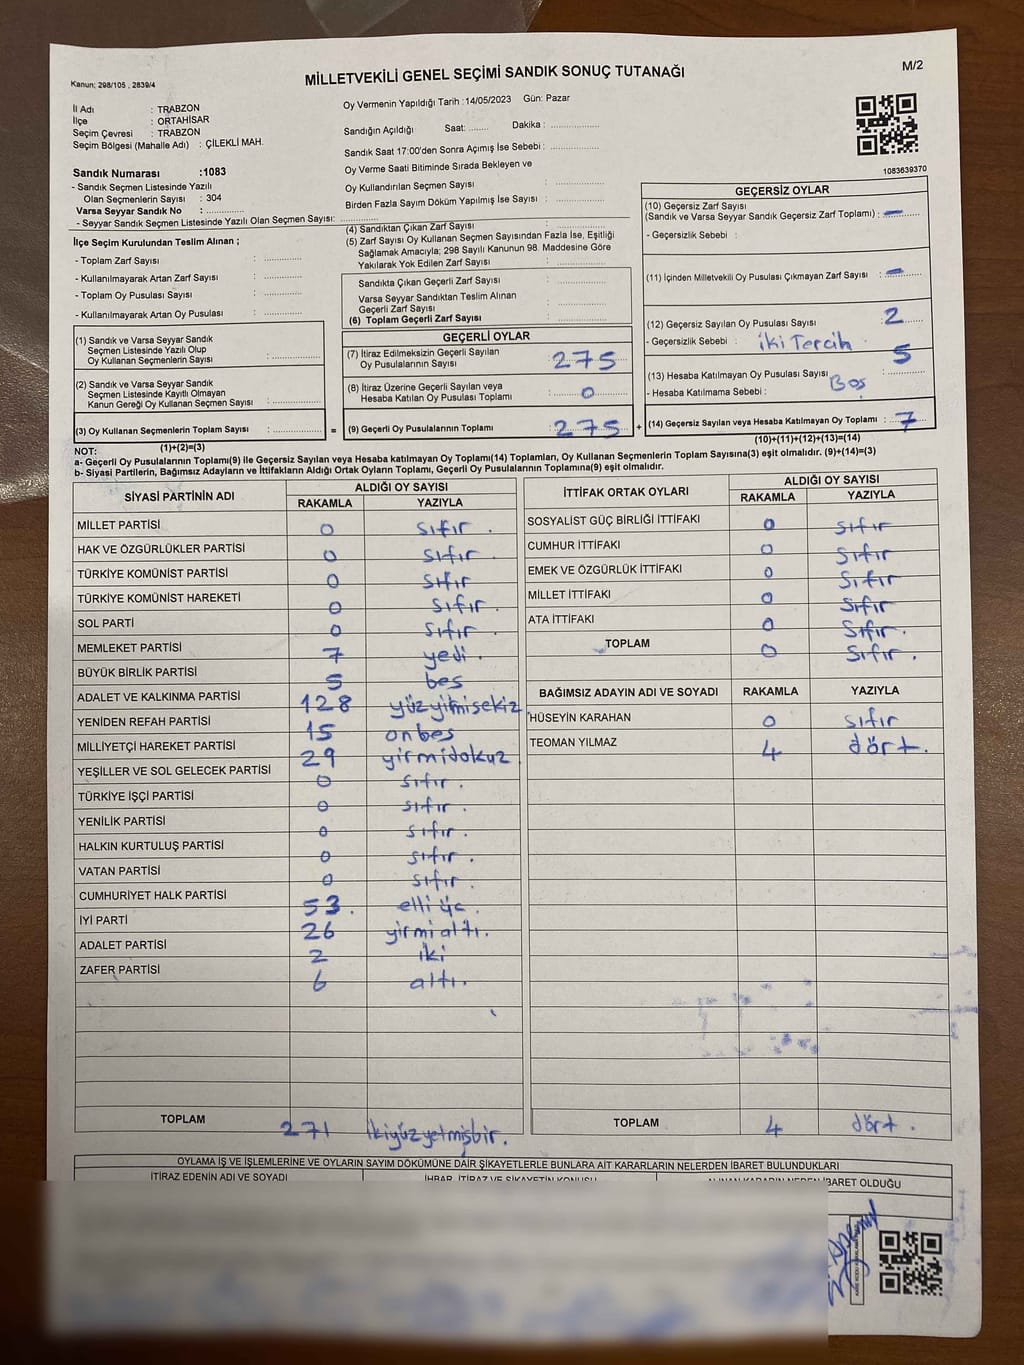 Kanun: 298/105 , 2839/4
MİLLETVEKİLİ GENEL SEÇİMİ SANDIK SONUÇ TUTANAĞI
M/2
İl Adı : TRABZON
İlçe : ORTAHİSAR
Seçim Çevresi : TRABZON
Seçim Bölgesi (Mahalle Adı) : ÇİLEKLİ MAH.
Sandık Numarası :1083
- Sandık Seçmen Listesinde Yazılı
Olan Seçmenlerin Sayısı : 304
Varsa Seyyar Sandık No :
- Seyyar Sandık Seçmen Listesinde Yazılı Olan Seçmen Sayısı:
Oy Vermenin Yapıldığı Tarih :14/05/2023 Gün: Pazar
Sandığın Açıldığı Saat: Dakika :
Sandık Saat 17:00'den Sonra Açımış İse Sebebi :
Oy Verme Saati Bitiminde Sırada Bekleyen ve
Oy Kullandırılan Seçmen Sayısı :
Birden Fazla Sayım Döküm Yapılmış İse Sayısı :
1083639370
İlçe Seçim Kurulundan Teslim Alınan ;
- Toplam Zarf Sayısı :
- Kullanılmayarak Artan Zarf Sayısı :
- Toplam Oy Pusulası Sayısı :
- Kullanılmayarak Artan Oy Pusulası :
(4) Sandıktan Çıkan Zarf Sayısı :
(5) Zarf Sayısı Oy Kullanan Seçmen Sayısından Fazla İse, Eşitliği
Sağlamak Amacıyla; 298 Sayılı Kanunun 98. Maddesine Göre
Yakılarak Yok Edilen Zarf Sayısı :
Sandıkta Çıkan Geçerli Zarf Sayısı :
Varsa Seyyar Sandıktan Teslim Alınan
Geçerli Zarf Sayısı :
(6) Toplam Geçerli Zarf Sayısı :
GEÇERSİZ OYLAR
(10) Geçersiz Zarf Sayısı
(Sandık ve Varsa Seyyar Sandık Geçersiz Zarf Toplamı) : —
- Geçersizlik Sebebi :
(11) İçinden Milletvekili Oy Pusulası Çıkmayan Zarf Sayısı : —
(12) Geçersiz Sayılan Oy Pusulası Sayısı : 2
- Geçersizlik Sebebi : iki Tercih
(13) Hesaba Katılmayan Oy Pusulası Sayısı : 5
- Hesaba Katılmama Sebebi : Boş
(14) Geçersiz Sayılan veya Hesaba Katılmayan Oy Toplamı : 7
(10)+(11)+(12)+(13)=(14)
(1) Sandık ve Varsa Seyyar Sandık
Seçmen Listesinde Yazılı Olup
Oy Kullanan Seçmenlerin Sayısı :
(2) Sandık ve Varsa Seyyar Sandık
Seçmen Listesinde Kayıtlı Olmayan
Kanun Gereği Oy Kullanan Seçmen Sayısı :
(3) Oy Kullanan Seçmenlerin Toplam Sayısı : =
(1)+(2)=(3)
GEÇERLİ OYLAR
(7) İtiraz Edilmeksizin Geçerli Sayılan
Oy Pusulalarının Sayısı : 275
(8) İtiraz Üzerine Geçerli Sayılan veya
Hesaba Katılan Oy Pusulası Toplamı : 0
(9) Geçerli Oy Pusulalarının Toplamı : 275 +
NOT:
a- Geçerli Oy Pusulalarının Toplamı(9) ile Geçersiz Sayılan veya Hesaba katılmayan Oy Toplamı(14) Toplamları, Oy Kullanan Seçmenlerin Toplam Sayısına(3) eşit olmalıdır. (9)+(14)=(3)
b- Siyasi Partilerin, Bağımsız Adayların ve İttifakların Aldığı Ortak Oyların Toplamı, Geçerli Oy Pusulalarının Toplamına(9) eşit olmalıdır.
SİYASİ PARTİNİN ADI ALDIĞI OY SAYISI
RAKAMLA YAZIYLA
MİLLET PARTİSİ 0 sıfır .
HAK VE ÖZGÜRLÜKLER PARTİSİ 0 sıfır .
TÜRKİYE KOMÜNİST PARTİSİ 0 sıfır
TÜRKİYE KOMÜNİST HAREKETİ 0 sıfır .
SOL PARTİ 0 sıfır
MEMLEKET PARTİSİ 7 yedi .
BÜYÜK BİRLİK PARTİSİ 5 beş
ADALET VE KALKINMA PARTİSİ 128 yüzyimisekiz
YENİDEN REFAH PARTİSİ 15 onbeş
MİLLİYETÇİ HAREKET PARTİSİ 29 yirmidokuz
YEŞİLLER VE SOL GELECEK PARTİSİ 0 sıfır .
TÜRKİYE İŞÇİ PARTİSİ 0 sıfır .
YENİLİK PARTİSİ 0 sıfır .
HALKIN KURTULUŞ PARTİSİ 0 sıfır .
VATAN PARTİSİ 0 sıfır .
CUMHURİYET HALK PARTİSİ 53. elli üç .
İYİ PARTİ 26 yirmi altı.
ADALET PARTİSİ 2 iki
ZAFER PARTİSİ 6 altı.
TOPLAM 271 ikiyüzyetmişbir.
İTTİFAK ORTAK OYLARI ALDIĞI OY SAYISI
RAKAMLA YAZIYLA
SOSYALİST GÜÇ BİRLİĞİ İTTİFAKI 0 sıfır
CUMHUR İTTİFAKI 0 sıfır
EMEK VE ÖZGÜRLÜK İTTİFAKI 0 sıfır
MİLLET İTTİFAKI 0 sıfır
ATA İTTİFAKI 0 sıfır.
TOPLAM 0 sıfır .
BAĞIMSIZ ADAYIN ADI VE SOYADI RAKAMLA YAZIYLA
HÜSEYİN KARAHAN 0 sıfır
TEOMAN YILMAZ 4 dört.
TOPLAM 4 dört .
OYLAMA İŞ VE İŞLEMLERİNE VE OYLARIN SAYIM DÖKÜMÜNE DAİR ŞİKAYETLERLE BUNLARA AİT KARARLARIN NELERDEN İBARET BULUNDUKLARI
İTİRAZ EDENİN ADI VE SOYADI İHBAR, İTİRAZ VE ŞİKAYETİN KONUSU ALINAN KARARIN NEDEN İBARET OLDUĞU